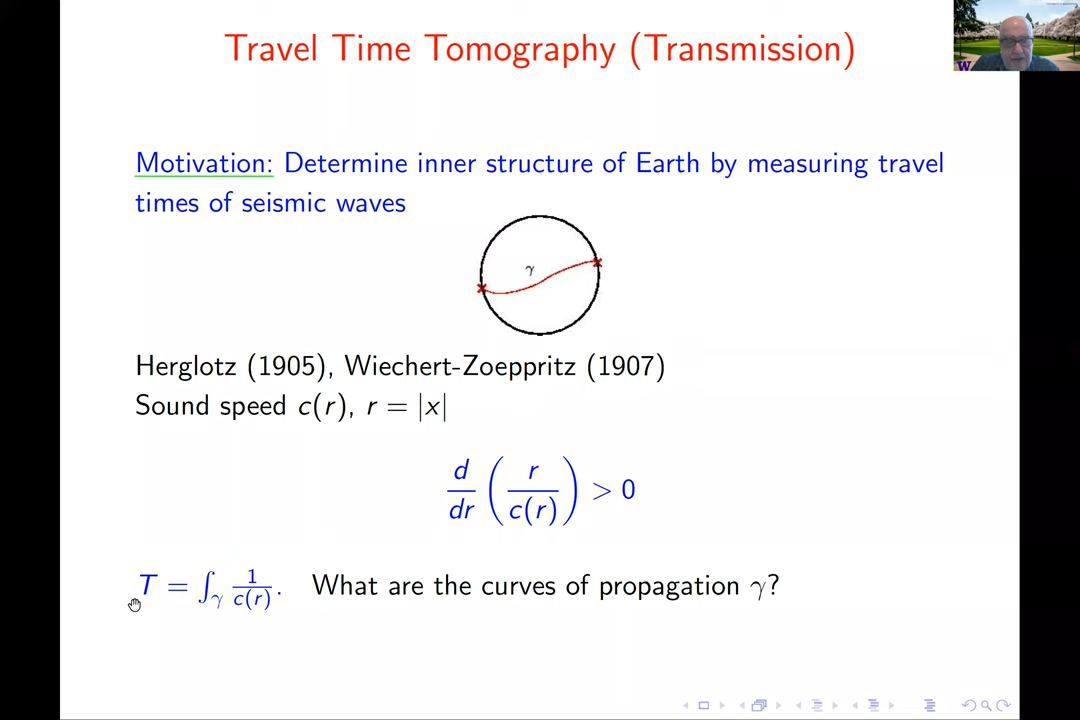 Travel Time Tomography (Transmission)
W
Motivation: Determine inner structure of Earth by measuring travel
times of seismic waves
γ
Herglotz (1905), Wiechert-Zoeppritz (1907)
Sound speed c(r), r = |x|
d/dr (r/c(r)) > 0
T = ∫_γ 1/c(r). What are the curves of propagation γ?